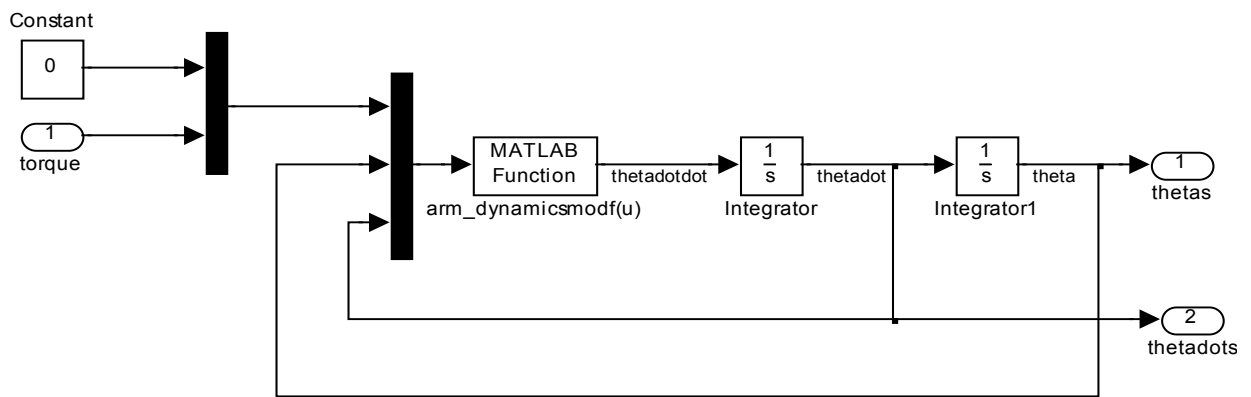 Constant
0
1
torque
MATLAB
Function
arm_dynamicsmodf(u)
thetadotdot
1
s
Integrator
thetadot
1
s
Integrator1
theta
1
thetas
2
thetadots